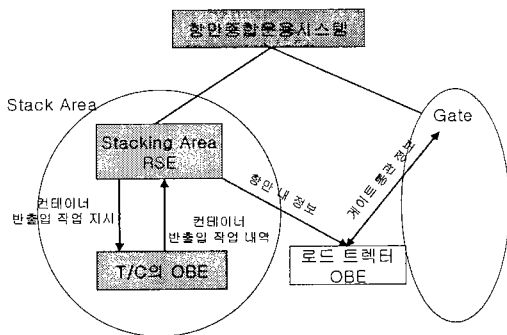 항만종합운용시스템
Stack Area
Gate
Stacking Area
RSE
컨테이너
반출입 작업 지시
컨테이너
반출입 작업 내역
항만 내 정보
게이트 통관 정보
T/C의 OBE
로드 트렉터
OBE